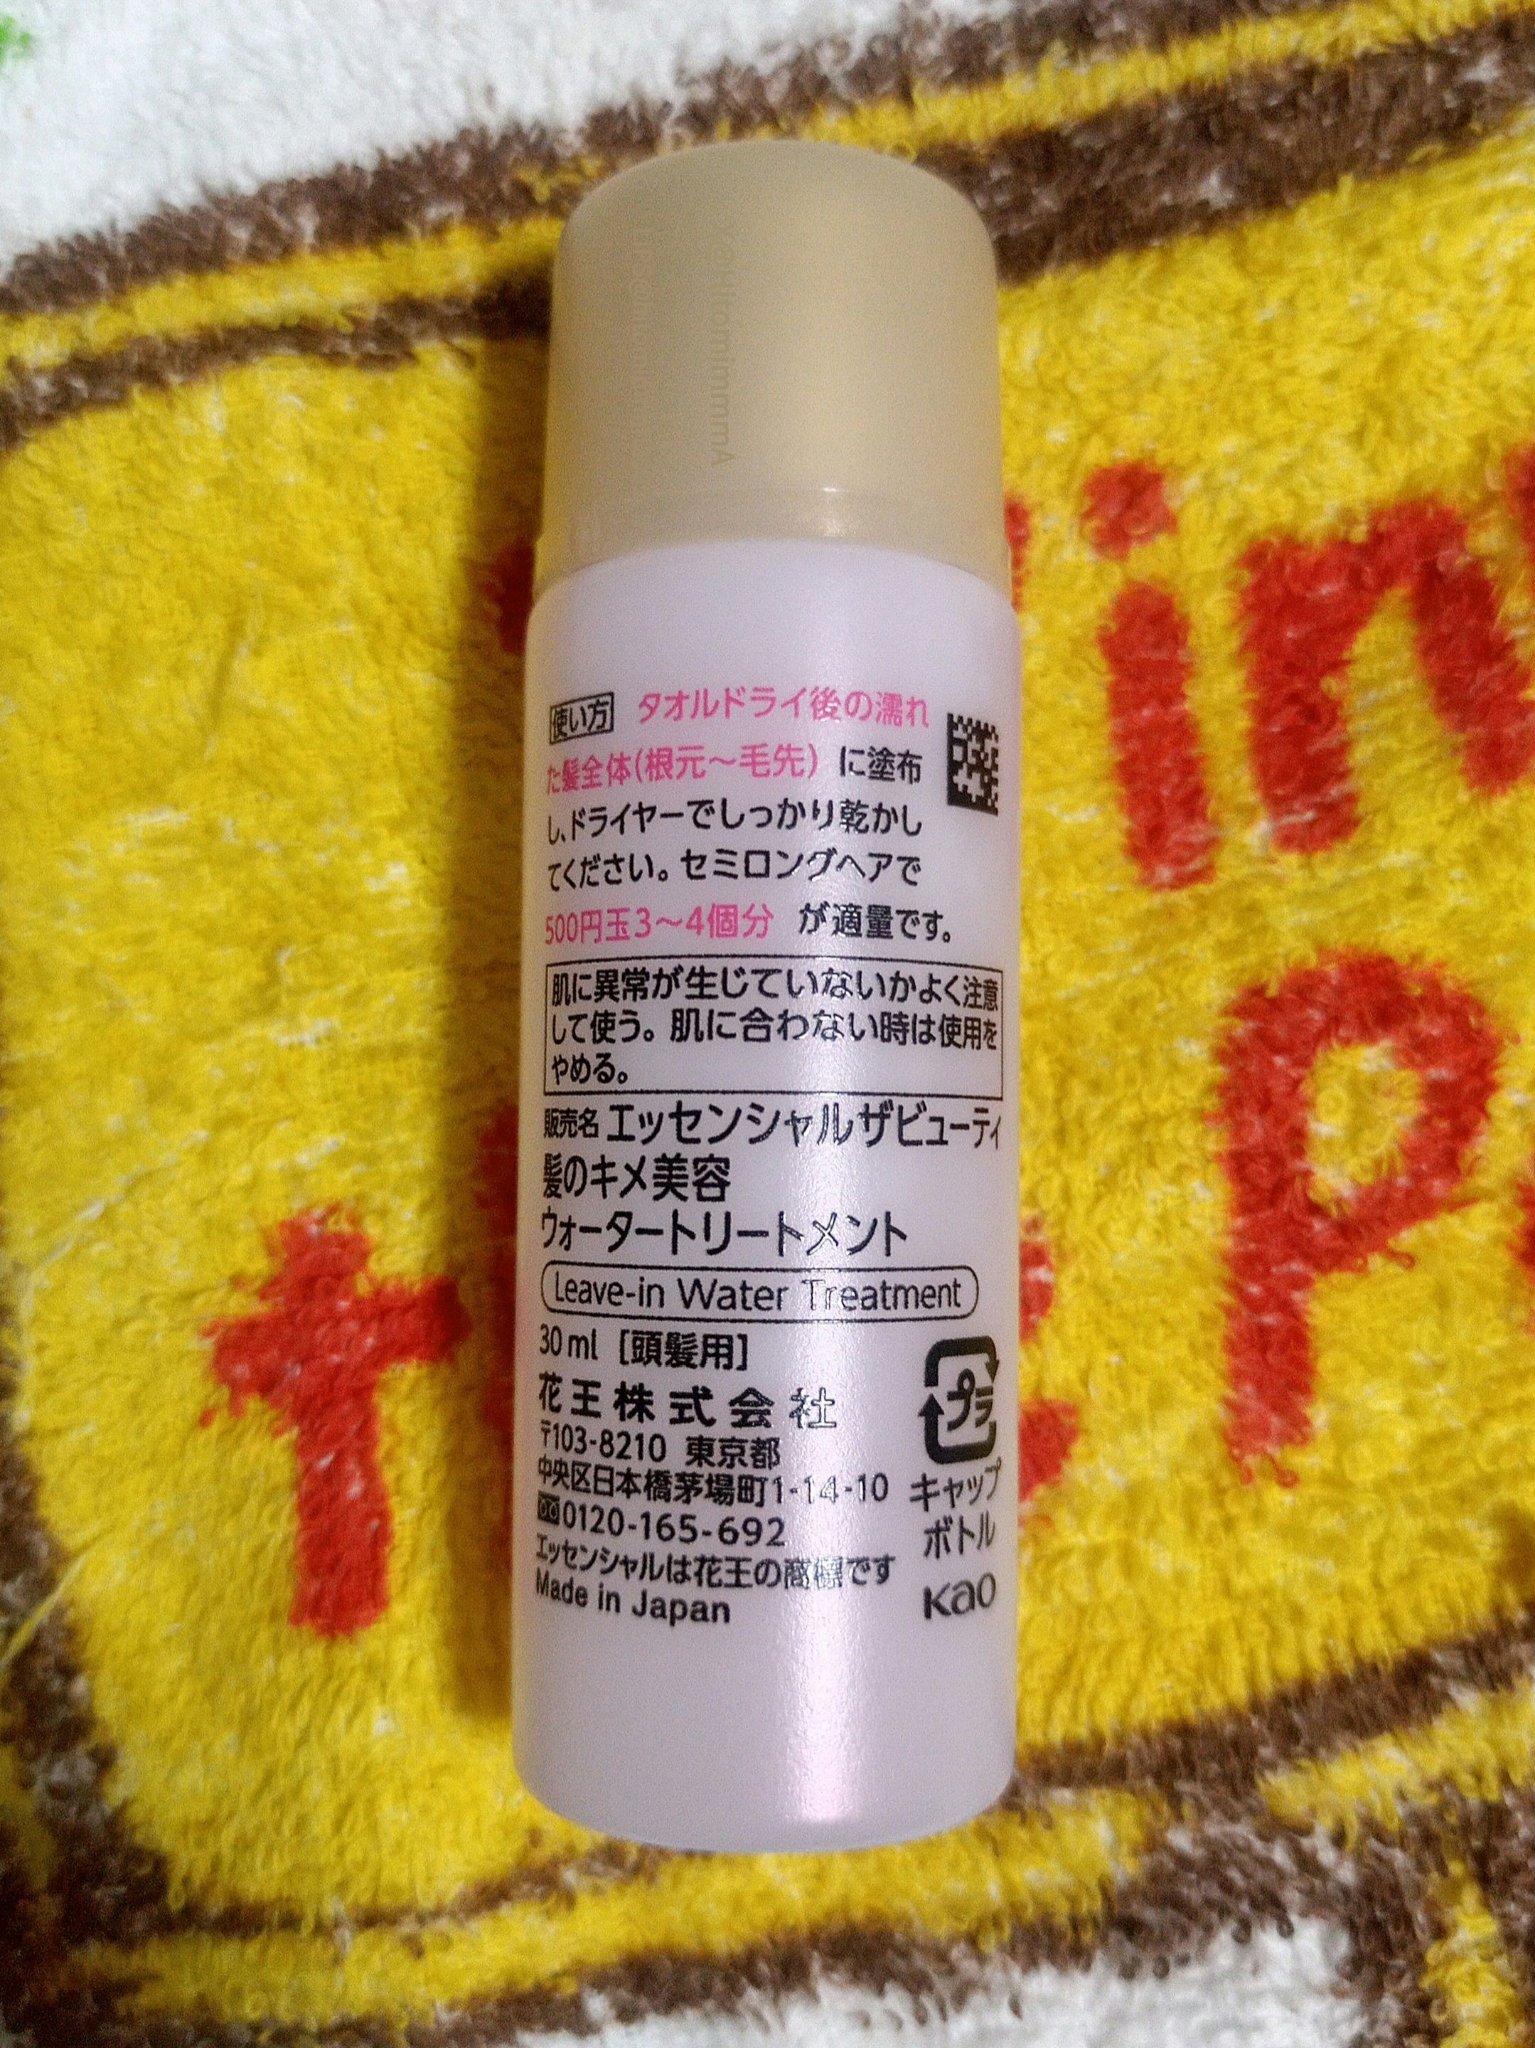 使い方 タオルドライ後の濡れ
た髪全体(根元～毛先) に塗布
し、ドライヤーでしっかり乾かし
てください。セミロングヘアで
500円玉3～4個分 が適量です。
肌に異常が生じていないかよく注意
して使う。肌に合わない時は使用を
やめる。
販売名 エッセンシャルザビューティ
髪のキメ美容
ウォータートリートメント
Leave-in Water Treatment
30 ml [頭髪用]
花王株式会社
〒103-8210 東京都
中央区日本橋茅場町1-14-10
0120-165-692
エッセンシャルは花王の商標です
Made in Japan
プラ
キャップ
ボトル
Kao